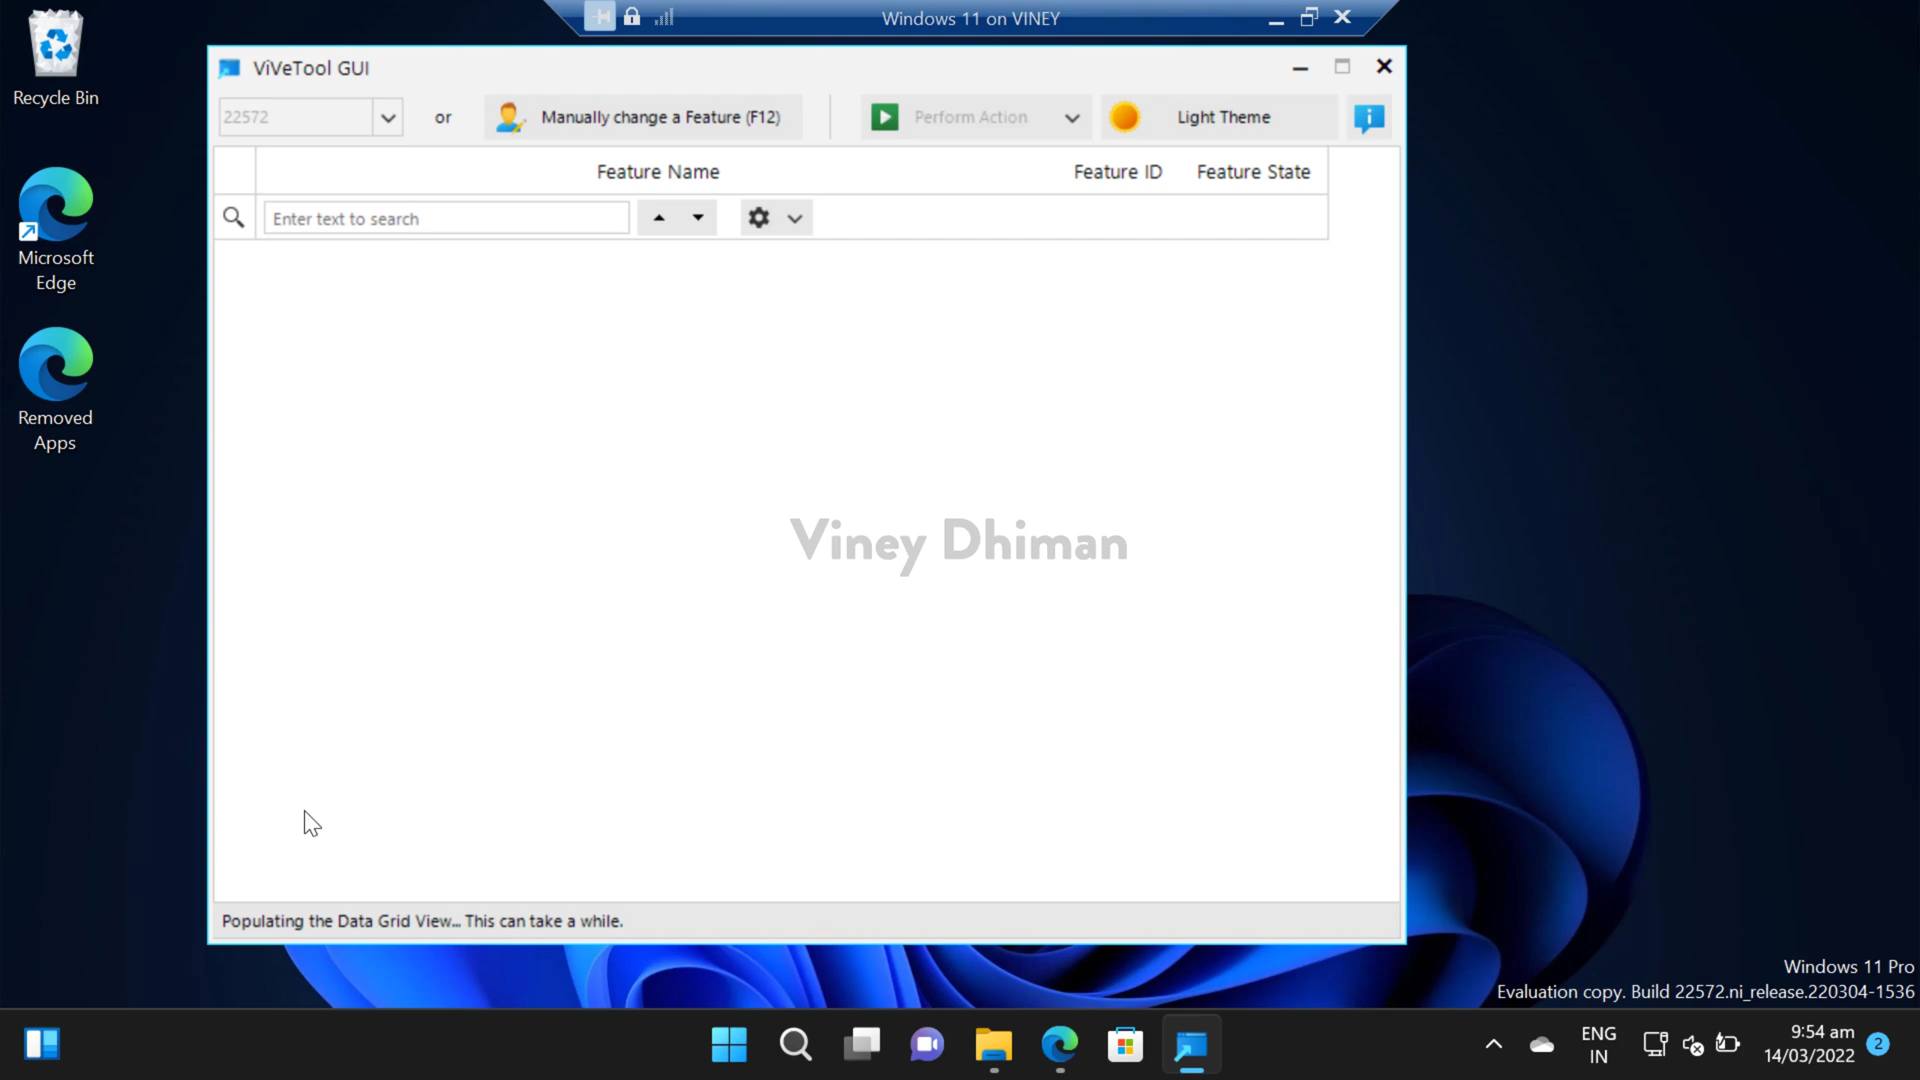 Windows 11 on VINEY
Recycle Bin
Microsoft
Edge
Removed
Apps
ViVeTool GUI
22572
or
Manually change a Feature (F12)
Perform Action
Light Theme
Feature Name
Feature ID
Feature State
Enter text to search
Viney Dhiman
Populating the Data Grid View... This can take a while.
Windows 11 Pro
Evaluation copy. Build 22572.ni_release.220304-1536
ENG
IN
9:54 am
14/03/2022
2